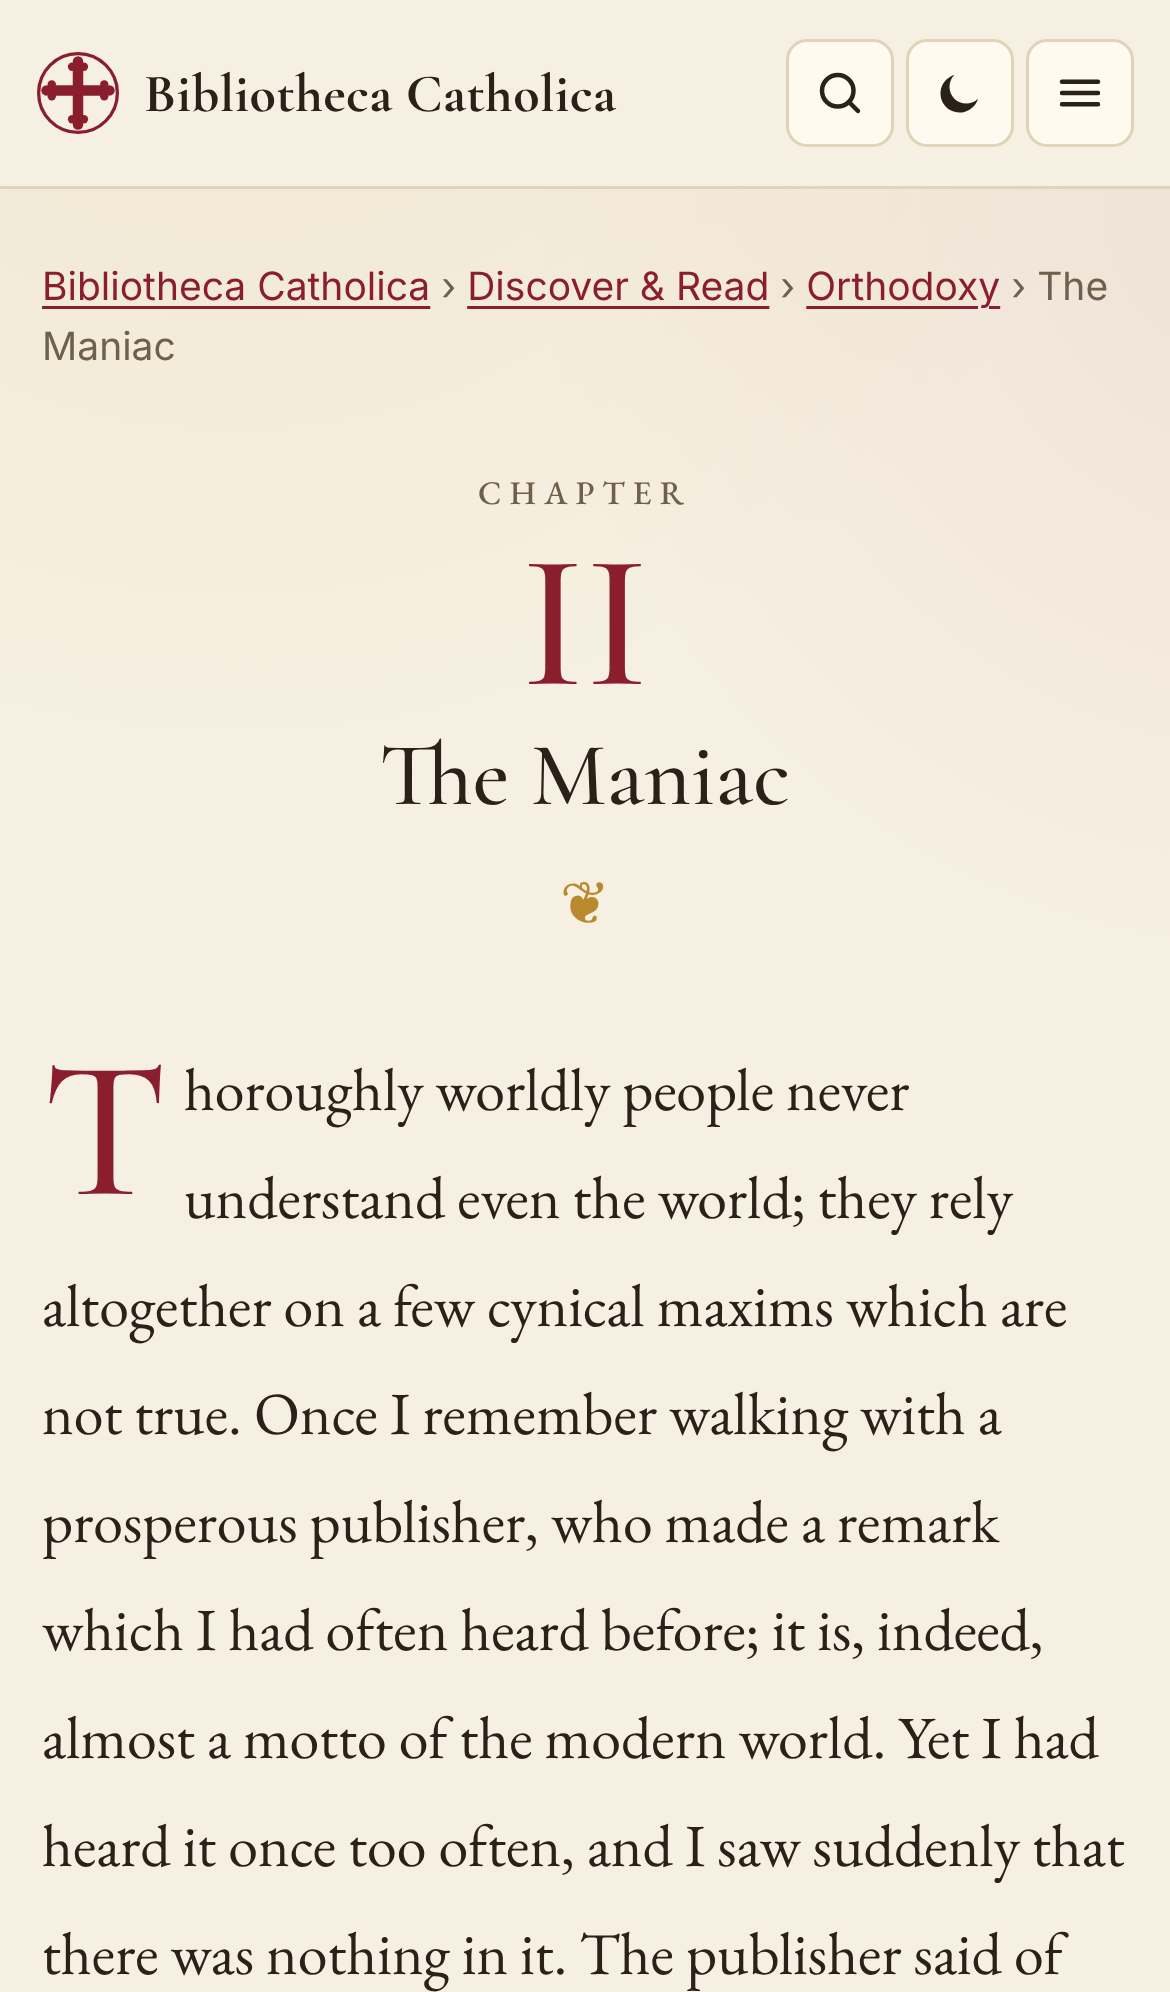 Bibliotheca Catholica
Bibliotheca Catholica › Discover & Read › Orthodoxy › The
Maniac
CHAPTER
II
The Maniac
❦
Thoroughly worldly people never
understand even the world; they rely
altogether on a few cynical maxims which are
not true. Once I remember walking with a
prosperous publisher, who made a remark
which I had often heard before; it is, indeed,
almost a motto of the modern world. Yet I had
heard it once too often, and I saw suddenly that
there was nothing in it. The publisher said of